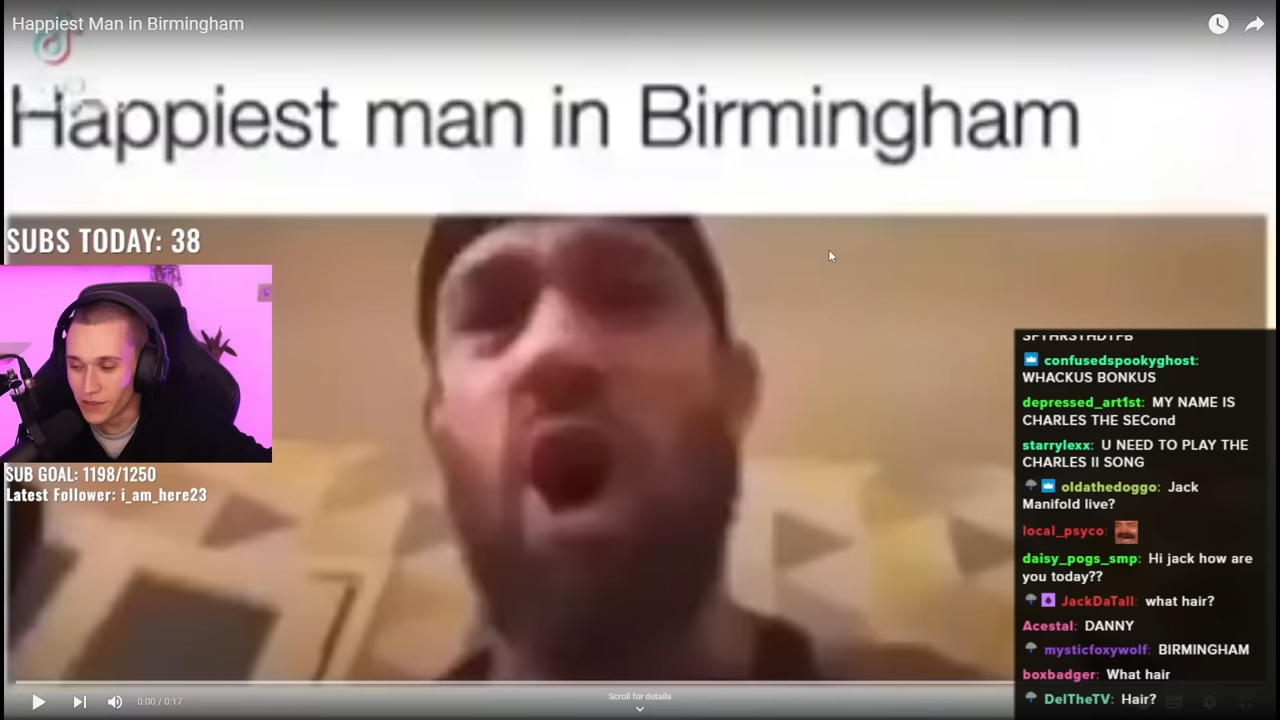 Happiest Man in Birmingham
Happiest man in Birmingham
SUBS TODAY: 38
SUB GOAL: 1198/1250
Latest Follower: i_am_here23
confusedspookyghost:
WHACKUS BONKUS
depressed_art1st: MY NAME IS
CHARLES THE SECond
starrylexx: U NEED TO PLAY THE
CHARLES II SONG
oldathedoggo: Jack
Manifold live?
local_psyco:
daisy_pogs_smp: Hi jack how are
you today??
JackDaTall: what hair?
Acestal: DANNY
mysticfoxywolf: BIRMINGHAM
boxbadger: What hair
DelTheTV: Hair?
0:00 / 0:17
Scroll for details